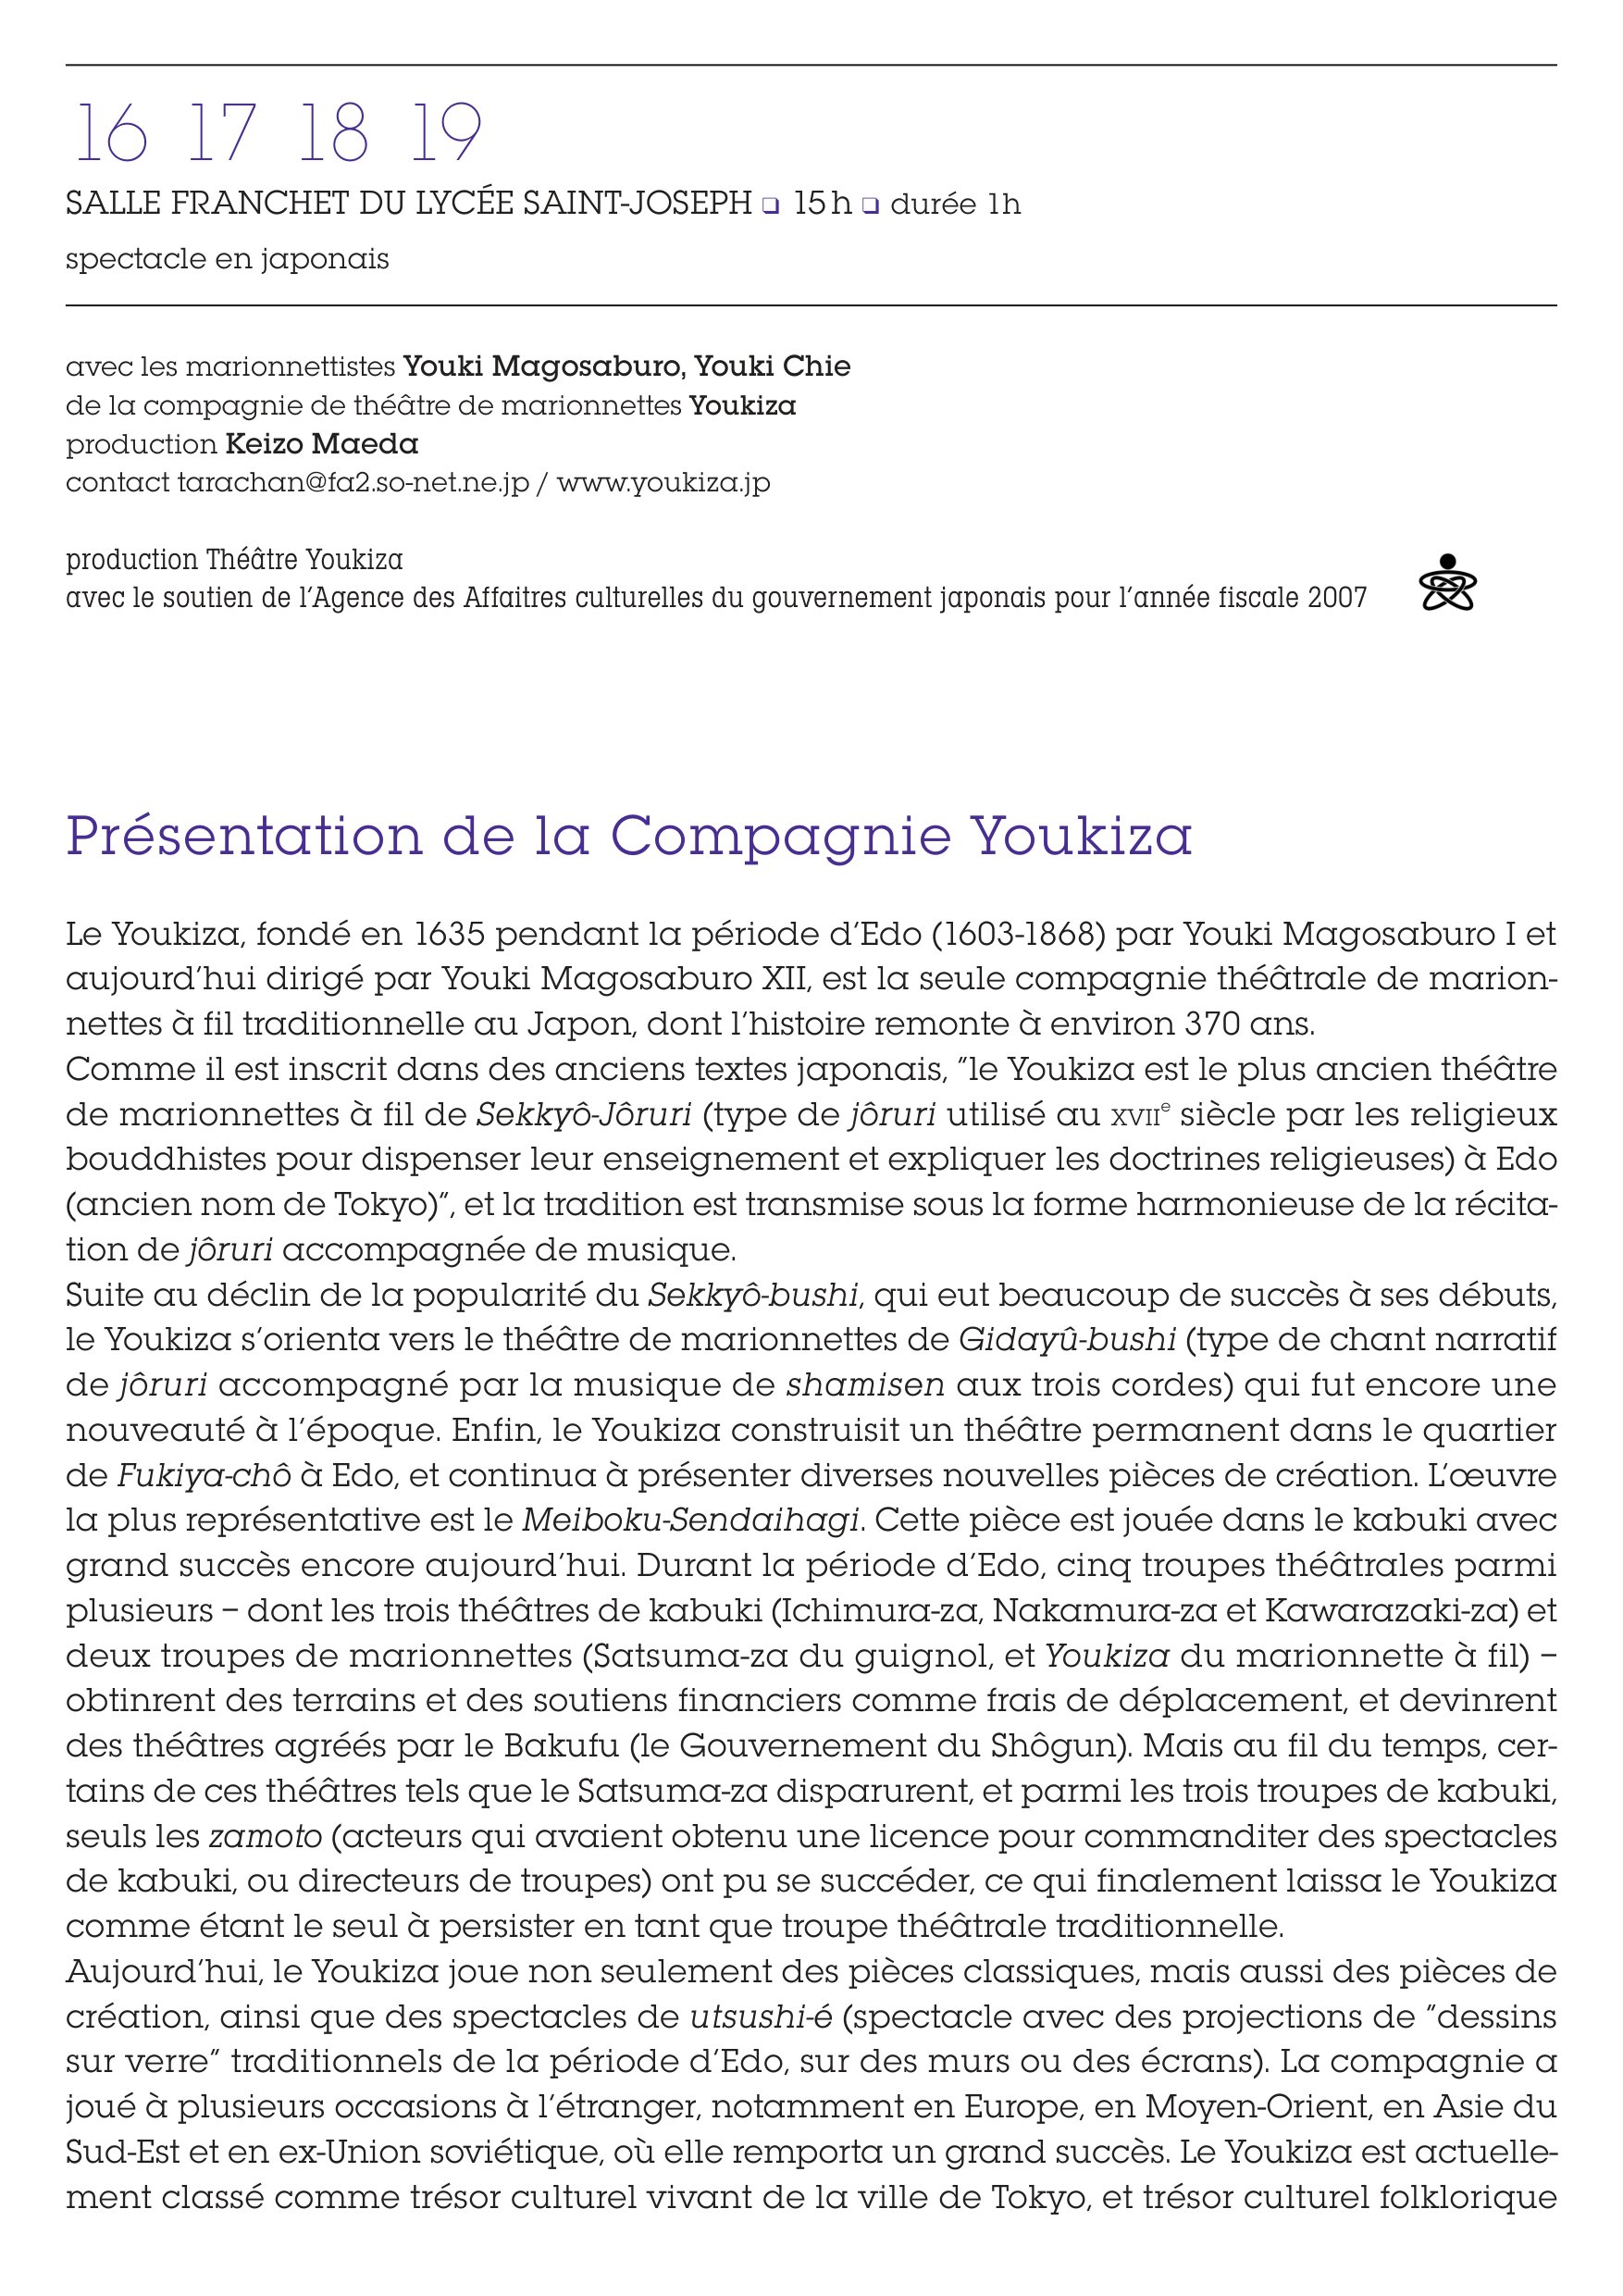 16 17 18 19
SALLE FRANCHET DU LYCÉE SAINT-JOSEPH ❏ 15 h ❏ durée 1h
spectacle en japonais
avec les marionnettistes Youki Magosaburo, Youki Chie
de la compagnie de théâtre de marionnettes Youkiza
production Keizo Maeda
contact tarachan@fa2.so-net.ne.jp / www.youkiza.jp
production Théâtre Youkiza
avec le soutien de l’Agence des Affaitres culturelles du gouvernement japonais pour l’année fiscale 2007
Présentation de la Compagnie Youkiza
Le Youkiza, fondé en 1635 pendant la période d’Edo (1603-1868) par Youki Magosaburo I et
aujourd’hui dirigé par Youki Magosaburo XII, est la seule compagnie théâtrale de marion-
nettes à fil traditionnelle au Japon, dont l’histoire remonte à environ 370 ans.
Comme il est inscrit dans des anciens textes japonais, “le Youkiza est le plus ancien théâtre
de marionnettes à fil de Sekkyô-Jôruri (type de jôruri utilisé au XVIIe siècle par les religieux
bouddhistes pour dispenser leur enseignement et expliquer les doctrines religieuses) à Edo
(ancien nom de Tokyo)”, et la tradition est transmise sous la forme harmonieuse de la récita-
tion de jôruri accompagnée de musique.
Suite au déclin de la popularité du Sekkyô-bushi, qui eut beaucoup de succès à ses débuts,
le Youkiza s’orienta vers le théâtre de marionnettes de Gidayû-bushi (type de chant narratif
de jôruri accompagné par la musique de shamisen aux trois cordes) qui fut encore une
nouveauté à l’époque. Enfin, le Youkiza construisit un théâtre permanent dans le quartier
de Fukiya-chô à Edo, et continua à présenter diverses nouvelles pièces de création. L’œuvre
la plus représentative est le Meiboku-Sendaihagi. Cette pièce est jouée dans le kabuki avec
grand succès encore aujourd’hui. Durant la période d’Edo, cinq troupes théâtrales parmi
plusieurs – dont les trois théâtres de kabuki (Ichimura-za, Nakamura-za et Kawarazaki-za) et
deux troupes de marionnettes (Satsuma-za du guignol, et Youkiza du marionnette à fil) –
obtinrent des terrains et des soutiens financiers comme frais de déplacement, et devinrent
des théâtres agréés par le Bakufu (le Gouvernement du Shôgun). Mais au fil du temps, cer-
tains de ces théâtres tels que le Satsuma-za disparurent, et parmi les trois troupes de kabuki,
seuls les zamoto (acteurs qui avaient obtenu une licence pour commanditer des spectacles
de kabuki, ou directeurs de troupes) ont pu se succéder, ce qui finalement laissa le Youkiza
comme étant le seul à persister en tant que troupe théâtrale traditionnelle.
Aujourd’hui, le Youkiza joue non seulement des pièces classiques, mais aussi des pièces de
création, ainsi que des spectacles de utsushi-é (spectacle avec des projections de “dessins
sur verre” traditionnels de la période d’Edo, sur des murs ou des écrans). La compagnie a
joué à plusieurs occasions à l’étranger, notamment en Europe, en Moyen-Orient, en Asie du
Sud-Est et en ex-Union soviétique, où elle remporta un grand succès. Le Youkiza est actuelle-
ment classé comme trésor culturel vivant de la ville de Tokyo, et trésor culturel folklorique